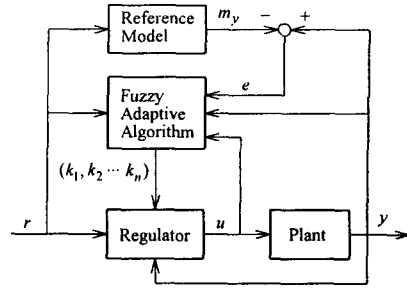 Reference
Model
m_y
−
+
e
Fuzzy
Adaptive
Algorithm
(k_1, k_2 ⋯ k_n)
r
Regulator
u
Plant
y